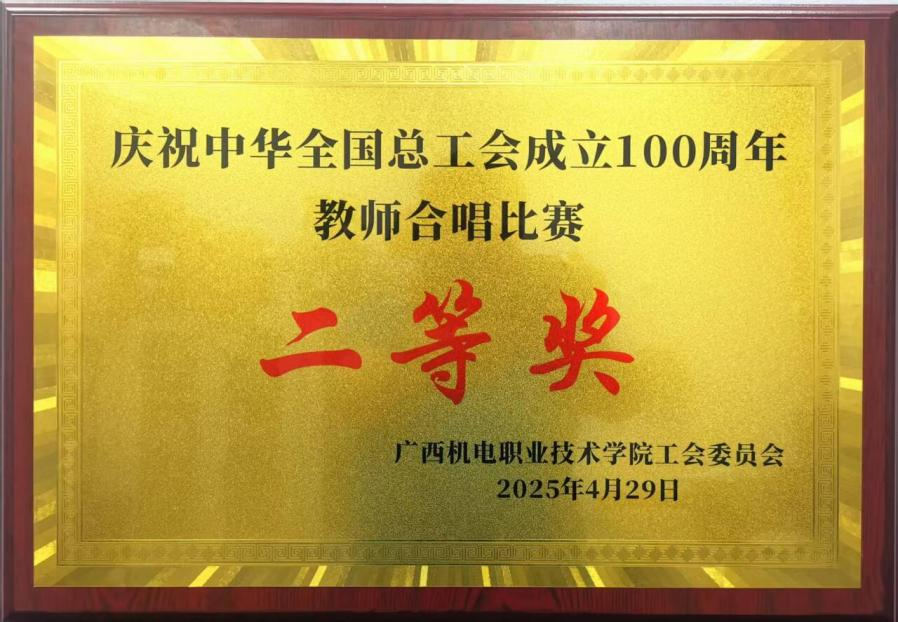 庆祝中华全国总工会成立100周年
教师合唱比赛
二等奖
广西机电职业技术学院工会委员会
2025年4月29日